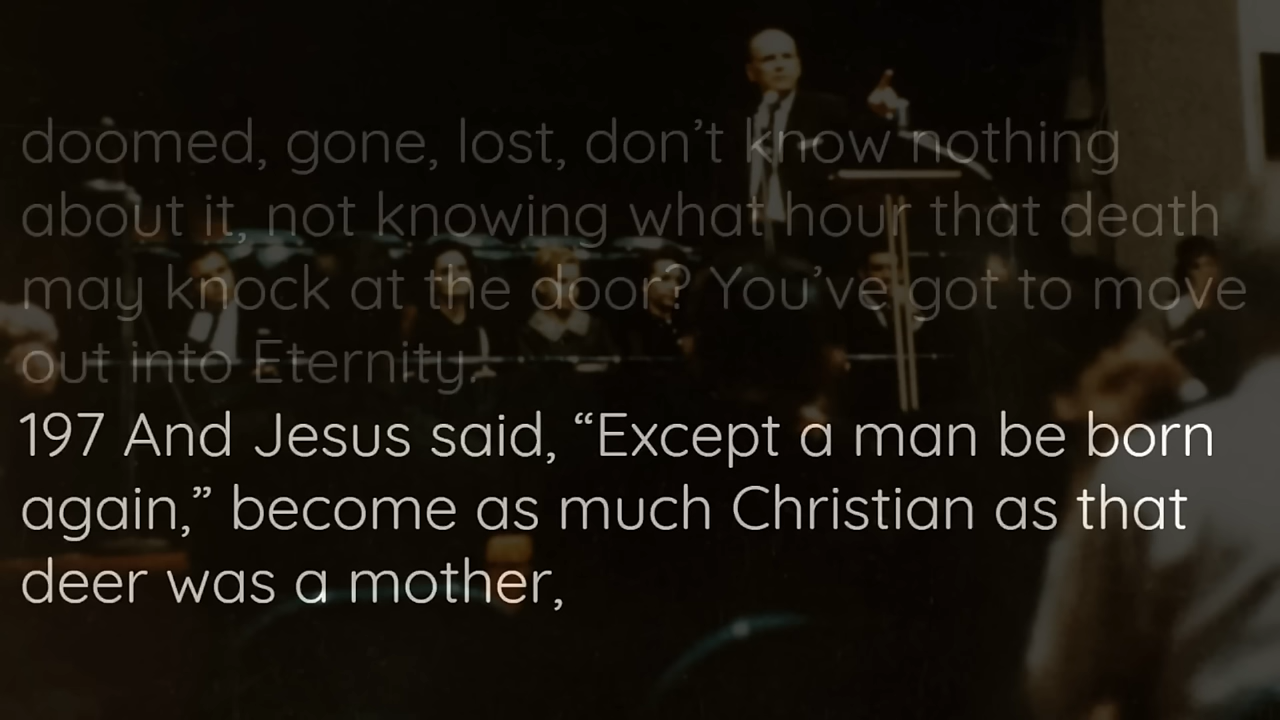 doomed, gone, lost, don’t know nothing
about it, not knowing what hour that death
may knock at the door? You’ve got to move
out into Eternity.
197 And Jesus said, “Except a man be born
again,” become as much Christian as that
deer was a mother,